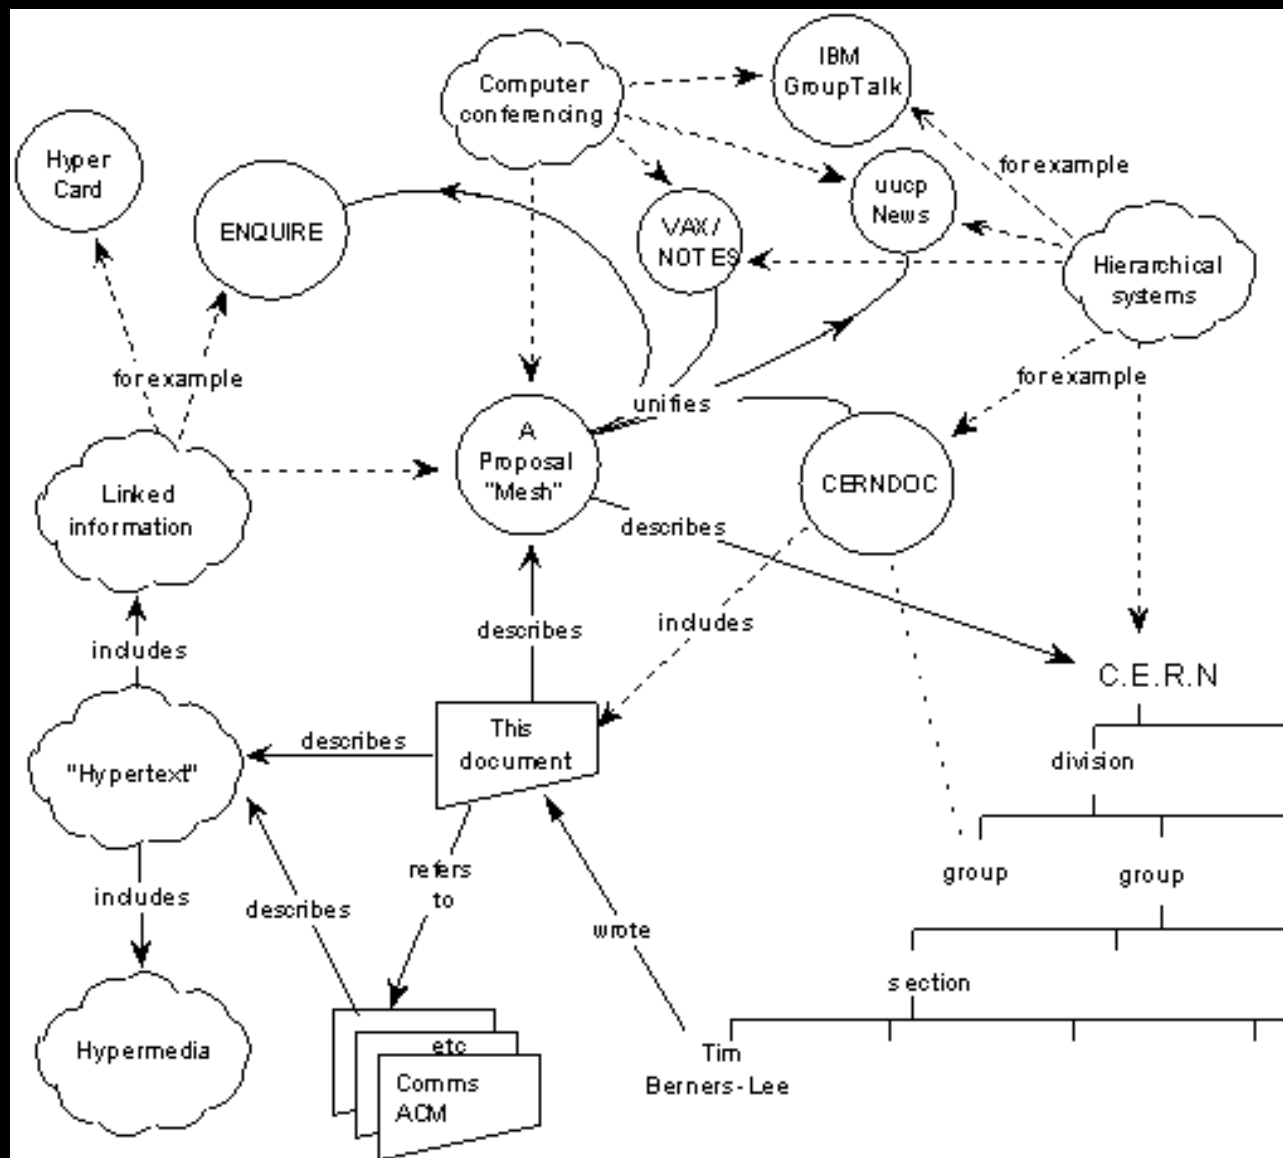 IBM
GroupTalk
Computer
conferencing
Hyper
Card
ENQUIRE
for example
uucp
News
VAX/
NOTES
Hierarchical
systems
for example
for example
unifies
A
Proposal
"Mesh"
Linked
information
CERNDOC
describes
includes
describes
includes
C.E.R.N
This
document
describes
division
"Hypertext"
refers
to
group
group
includes
describes
wrote
section
Hypermedia
etc
Comms
ACM
Tim
Berners-Lee